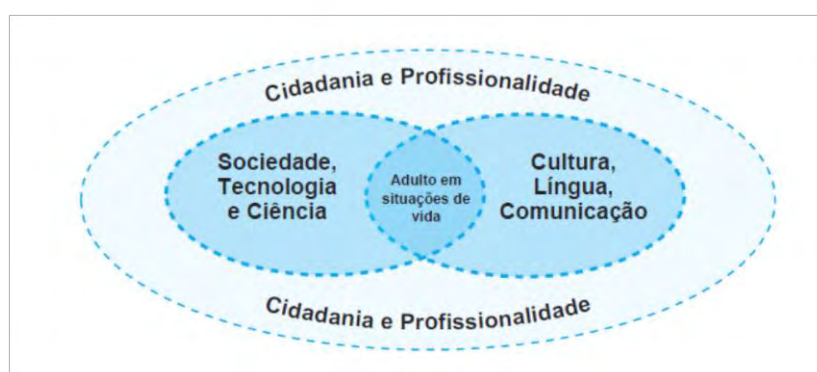 Cidadania e Profissionalidade
Sociedade,
Tecnologia
e Ciência
Adulto em
situações de
vida
Cultura,
Língua,
Comunicação
Cidadania e Profissionalidade